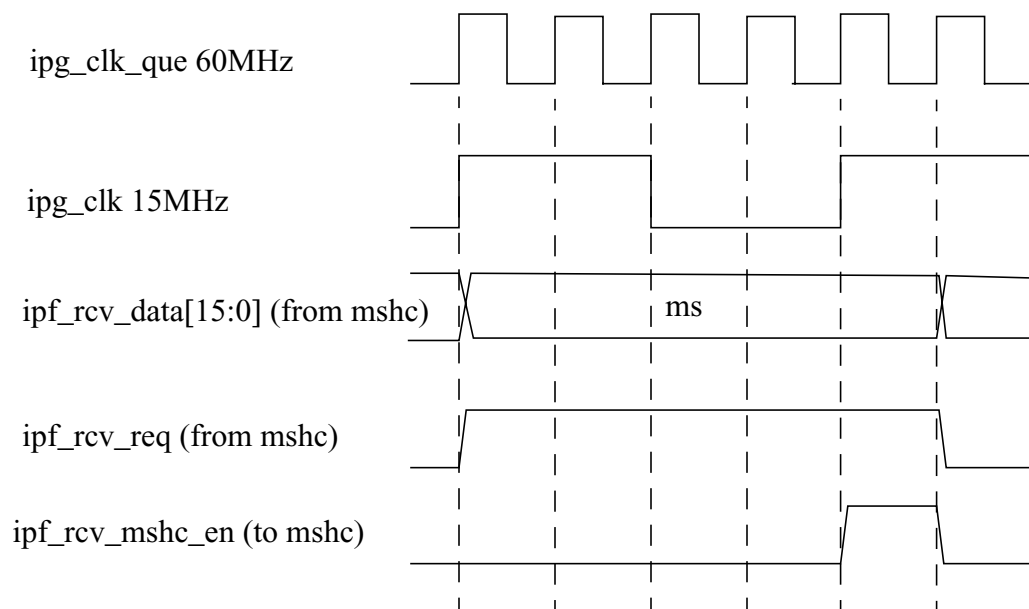 ipg_clk_que 60MHz
ipg_clk 15MHz
ipf_rcv_data[15:0] (from mshc)
ms
ipf_rcv_req (from mshc)
ipf_rcv_mshc_en (to mshc)